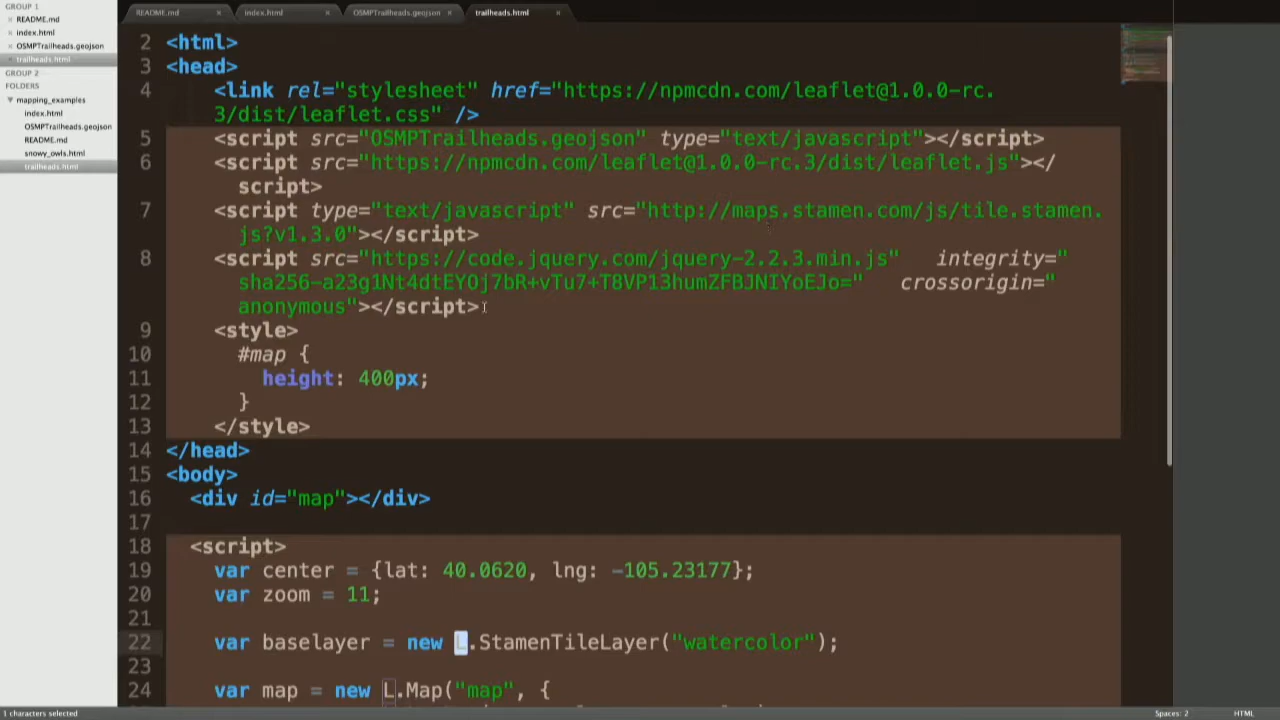 GROUP 1
README.md
index.html
OSMPTrailheads.geojson
trailheads.html
GROUP 2
FOLDERS
mapping_examples
index.html
OSMPTrailheads.geojson
README.md
snowy_owls.html
trailheads.html
README.md × index.html × OSMPTrailheads.geojson × trailheads.html ×
2 <html>
3 <head>
4 <link rel="stylesheet" href="https://npmcdn.com/leaflet@1.0.0-rc.
3/dist/leaflet.css" />
5 <script src="OSMPTrailheads.geojson" type="text/javascript"></script>
6 <script src="https://npmcdn.com/leaflet@1.0.0-rc.3/dist/leaflet.js"></
script>
7 <script type="text/javascript" src="http://maps.stamen.com/js/tile.stamen.
js?v1.3.0"></script>
8 <script src="https://code.jquery.com/jquery-2.2.3.min.js" integrity="
sha256-a23g1Nt4dtEYOj7bR+vTu7+T8VP13humZFBJNIYoEJo=" crossorigin="
anonymous"></script>
9 <style>
10 #map {
11 height: 400px;
12 }
13 </style>
14 </head>
15 <body>
16 <div id="map"></div>
17
18 <script>
19 var center = {lat: 40.0620, lng: -105.23177};
20 var zoom = 11;
21
22 var baselayer = new L.StamenTileLayer("watercolor");
23
24 var map = new L.Map("map", {
1 characters selected
Spaces: 2
HTML